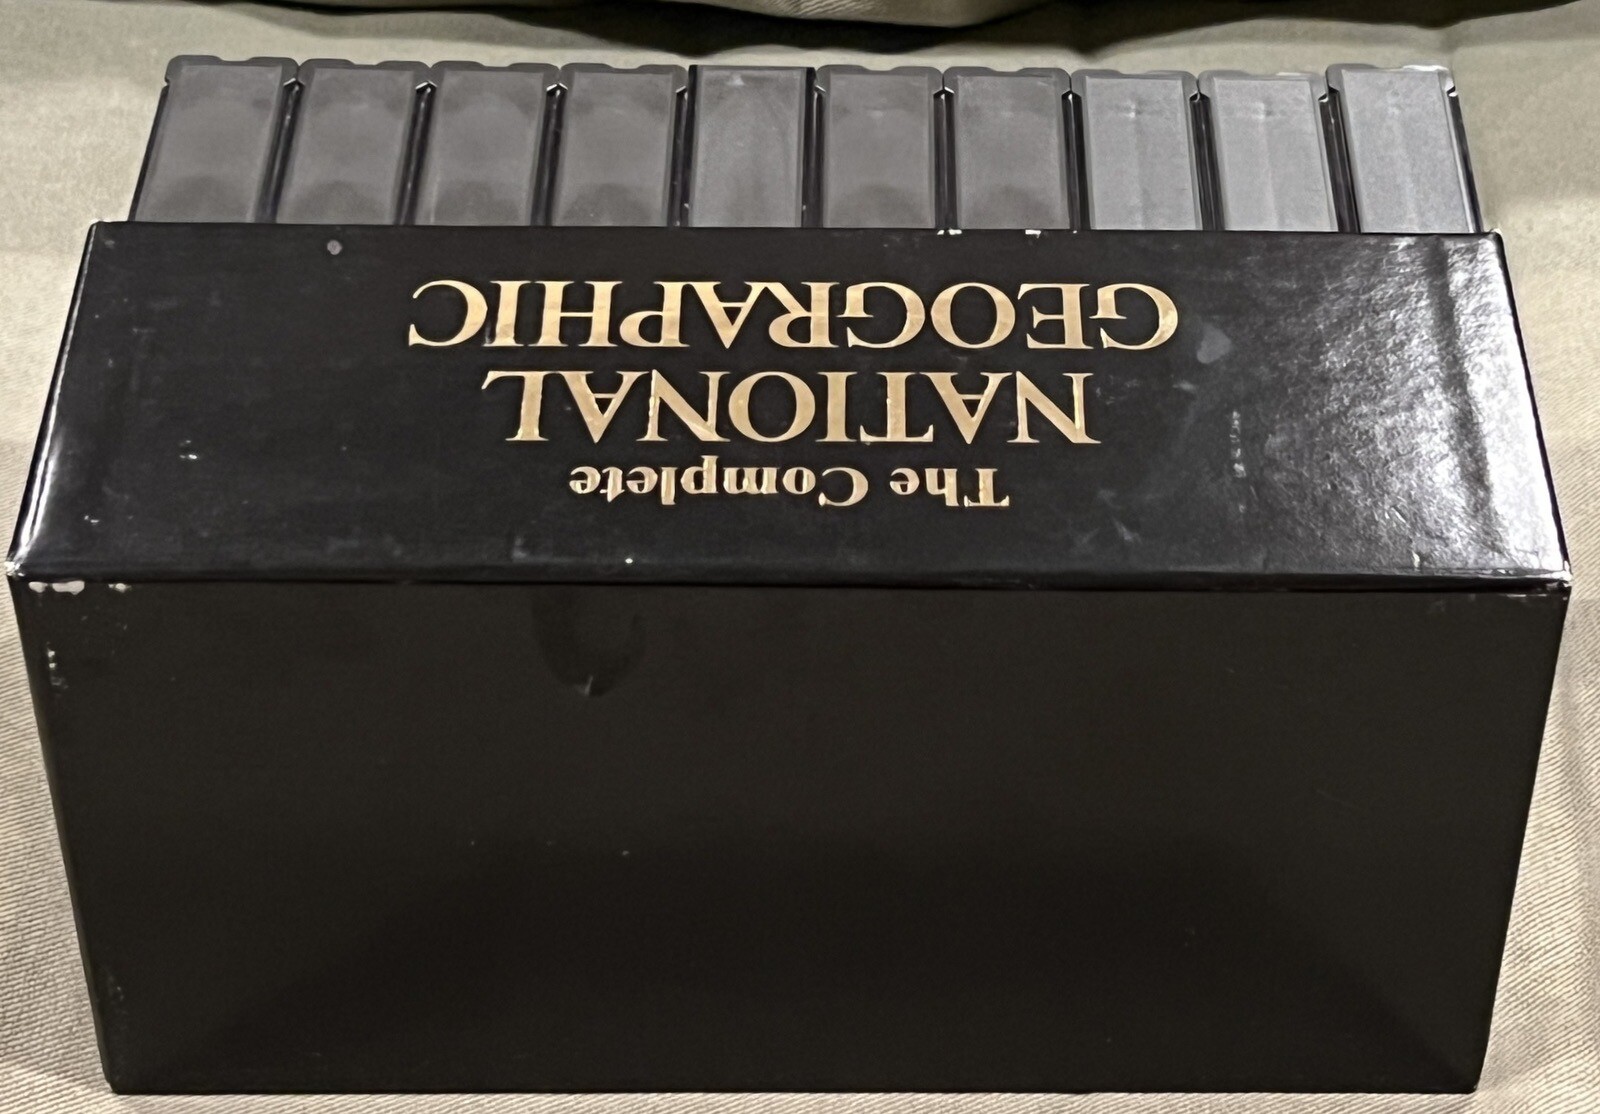 The Complete
NATIONAL
GEOGRAPHIC